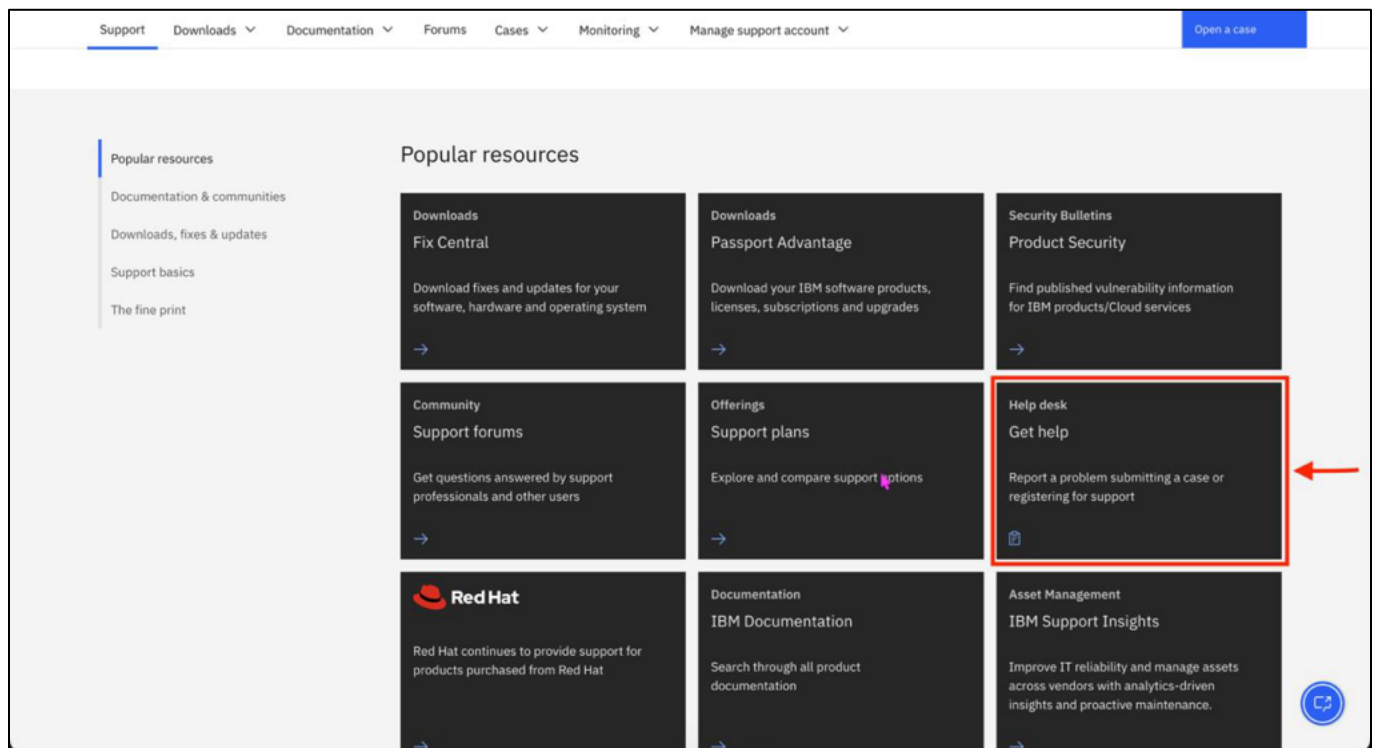 Support Downloads Documentation Forums Cases Monitoring Manage support account Open a case
Popular resources
Documentation & communities
Downloads, fixes & updates
Support basics
The fine print
Popular resources
Downloads
Fix Central
Download fixes and updates for your
software, hardware and operating system
Downloads
Passport Advantage
Download your IBM software products,
licenses, subscriptions and upgrades
Security Bulletins
Product Security
Find published vulnerability information
for IBM products/Cloud services
Community
Support forums
Get questions answered by support
professionals and other users
Offerings
Support plans
Explore and compare support options
Help desk
Get help
Report a problem submitting a case or
registering for support
Red Hat
Red Hat continues to provide support for
products purchased from Red Hat
Documentation
IBM Documentation
Search through all product
documentation
Asset Management
IBM Support Insights
Improve IT reliability and manage assets
across vendors with analytics-driven
insights and proactive maintenance.